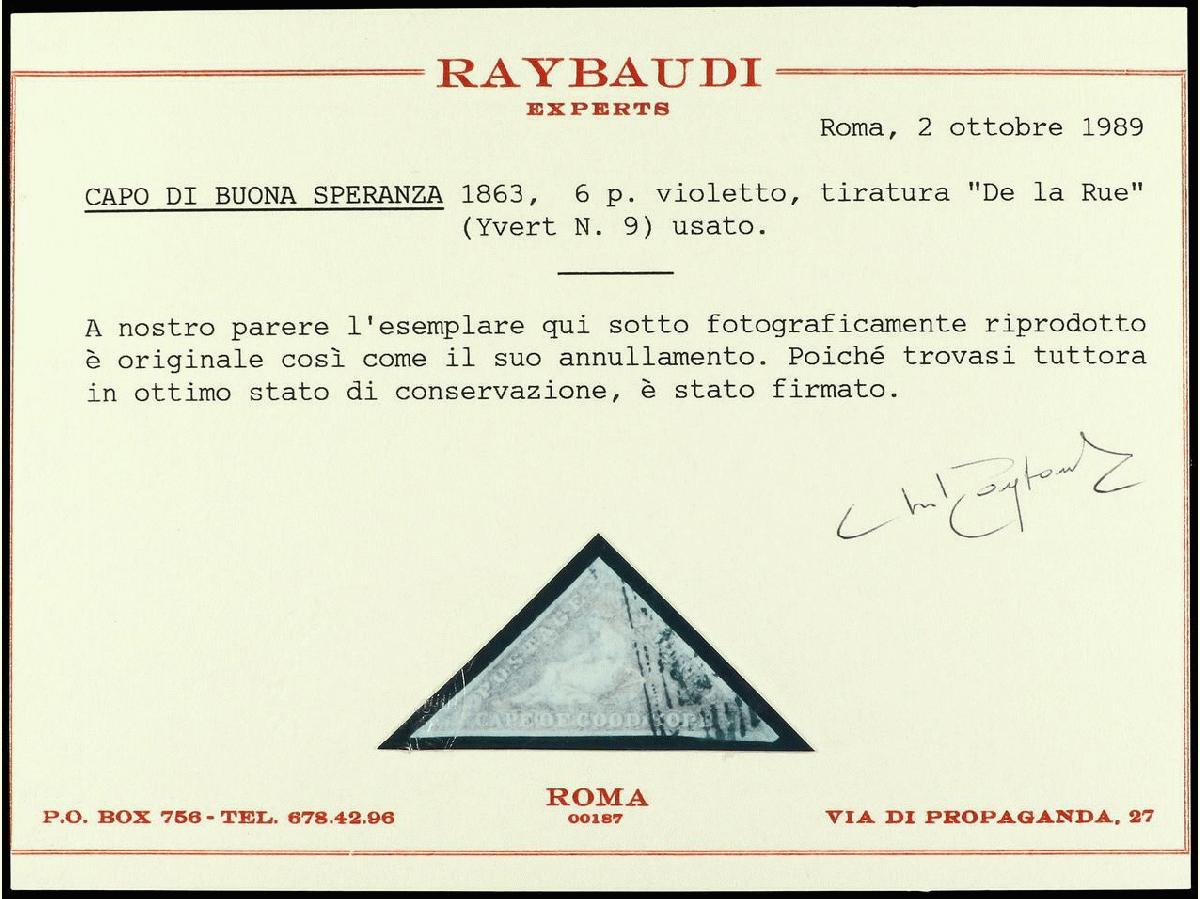 RAYBAUDI
EXPERTS
Roma, 2 ottobre 1989
CAPO DI BUONA SPERANZA 1863, 6 p. violetto, tiratura "De la Rue"
(Yvert N. 9) usato.
A nostro parere l'esemplare qui sotto fotograficamente riprodotto
è originale così come il suo annullamento. Poiché trovasi tuttora
in ottimo stato di conservazione, è stato firmato.
POSTAGE
CAPE OF GOOD HOPE
ROMA
P.O. BOX 756 - TEL. 678.42.96
00187
VIA DI PROPAGANDA, 27